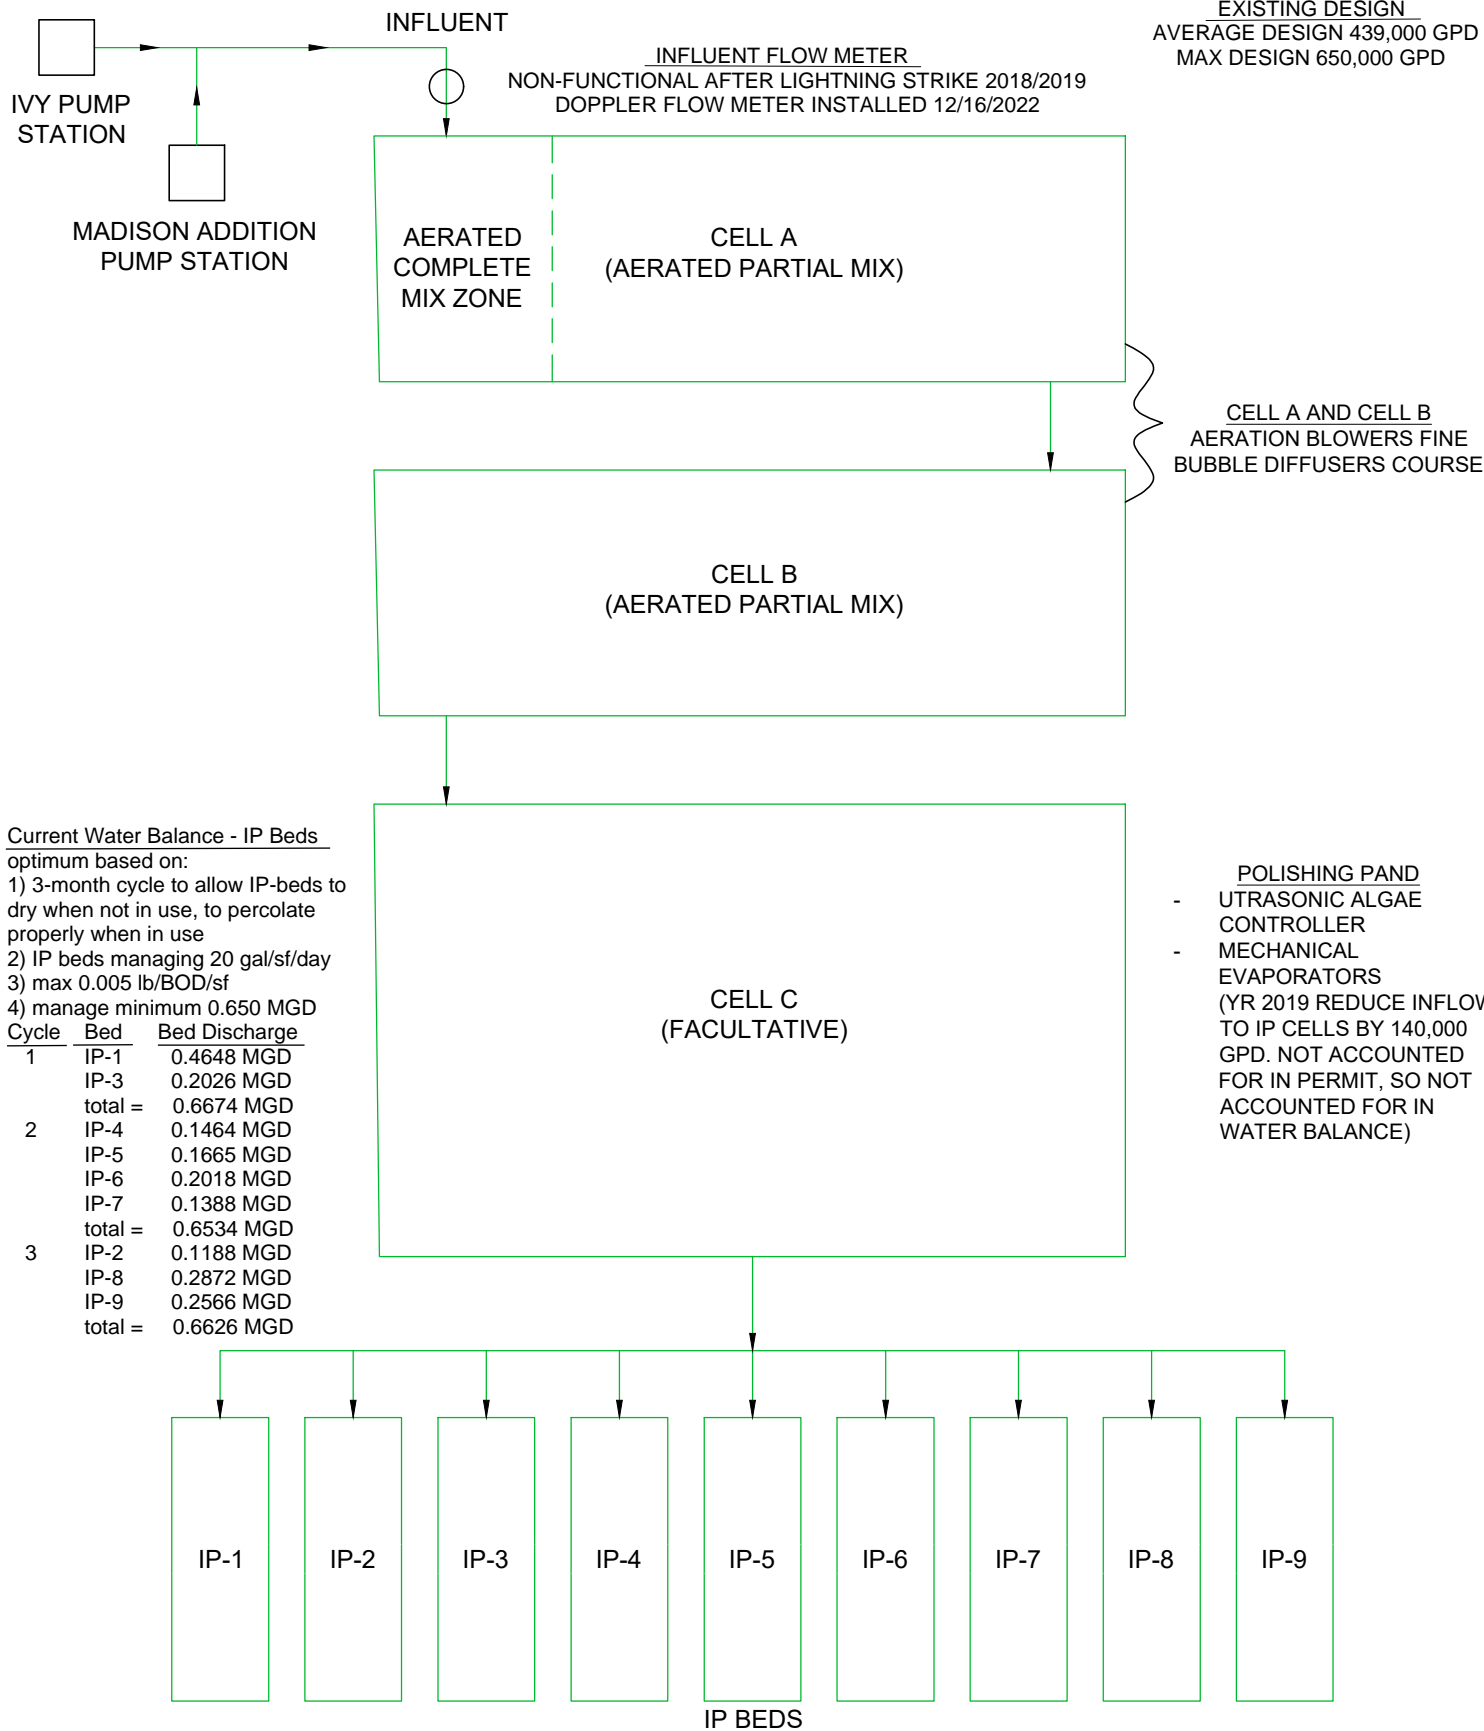 INFLUENT
EXISTING DESIGN
AVERAGE DESIGN 439,000 GPD
MAX DESIGN 650,000 GPD
INFLUENT FLOW METER
NON-FUNCTIONAL AFTER LIGHTNING STRIKE 2018/2019
DOPPLER FLOW METER INSTALLED 12/16/2022
IVY PUMP
STATION
MADISON ADDITION
PUMP STATION
AERATED
COMPLETE
MIX ZONE
CELL A
(AERATED PARTIAL MIX)
CELL A AND CELL B
AERATION BLOWERS FINE
BUBBLE DIFFUSERS COURSE
CELL B
(AERATED PARTIAL MIX)
Current Water Balance - IP Beds
optimum based on:
1) 3-month cycle to allow IP-beds to
dry when not in use, to percolate
properly when in use
2) IP beds managing 20 gal/sf/day
3) max 0.005 lb/BOD/sf
4) manage minimum 0.650 MGD
Cycle Bed Bed Discharge
1 IP-1 0.4648 MGD
IP-3 0.2026 MGD
total = 0.6674 MGD
2 IP-4 0.1464 MGD
IP-5 0.1665 MGD
IP-6 0.2018 MGD
IP-7 0.1388 MGD
total = 0.6534 MGD
3 IP-2 0.1188 MGD
IP-8 0.2872 MGD
IP-9 0.2566 MGD
total = 0.6626 MGD
CELL C
(FACULTATIVE)
POLISHING PAND
- UTRASONIC ALGAE
CONTROLLER
- MECHANICAL
EVAPORATORS
(YR 2019 REDUCE INFLOW
TO IP CELLS BY 140,000
GPD. NOT ACCOUNTED
FOR IN PERMIT, SO NOT
ACCOUNTED FOR IN
WATER BALANCE)
IP-1 IP-2 IP-3 IP-4 IP-5 IP-6 IP-7 IP-8 IP-9
IP BEDS